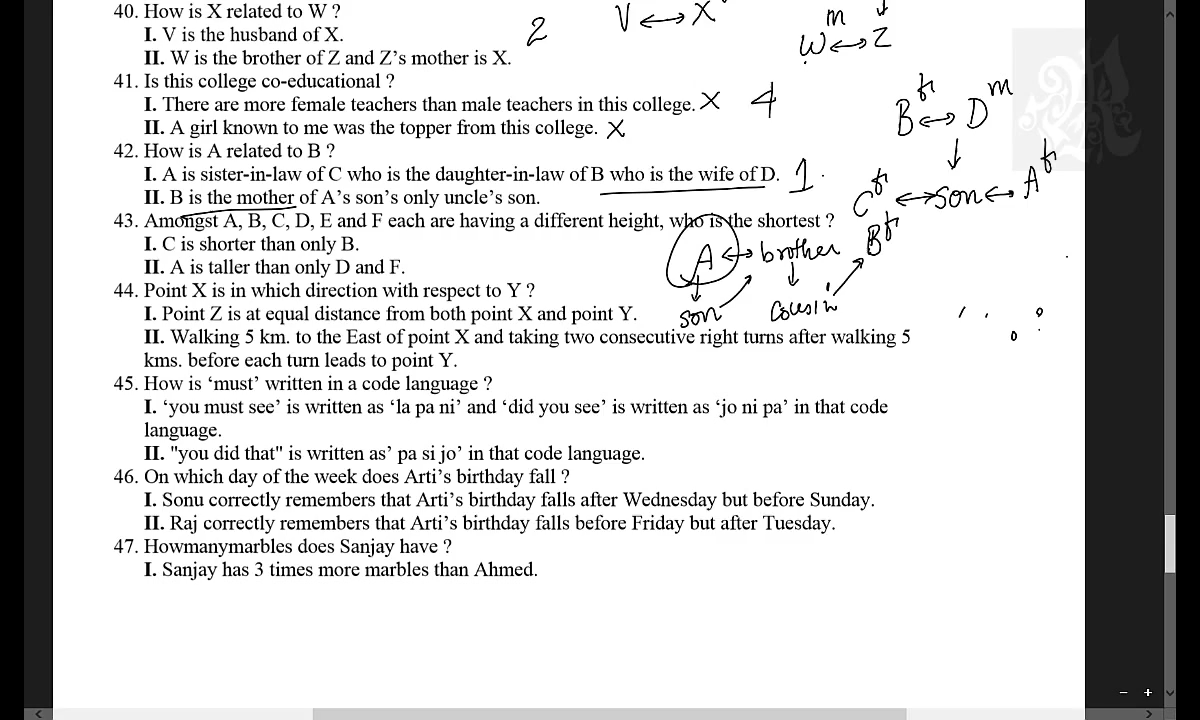 40. How is X related to W ?
I. V is the husband of X.
2
V ↔ X
m
W ↔ Z
II. W is the brother of Z and Z's mother is X.
41. Is this college co-educational ?
I. There are more female teachers than male teachers in this college. X 4
II. A girl known to me was the topper from this college. X
42. How is A related to B ?
I. A is sister-in-law of C who is the daughter-in-law of B who is the wife of D. 1
II. B is the mother of A's son's only uncle's son.
43. Amongst A, B, C, D, E and F each are having a different height, who is the shortest ?
I. C is shorter than only B.
II. A is taller than only D and F.
44. Point X is in which direction with respect to Y ?
I. Point Z is at equal distance from both point X and point Y.
II. Walking 5 km. to the East of point X and taking two consecutive right turns after walking 5
kms. before each turn leads to point Y.
45. How is ‘must’ written in a code language ?
I. ‘you must see’ is written as ‘la pa ni’ and ‘did you see’ is written as ‘jo ni pa’ in that code
language.
II. "you did that" is written as’ pa si jo’ in that code language.
46. On which day of the week does Arti’s birthday fall ?
I. Sonu correctly remembers that Arti’s birthday falls after Wednesday but before Sunday.
II. Raj correctly remembers that Arti’s birthday falls before Friday but after Tuesday.
47. Howmanymarbles does Sanjay have ?
I. Sanjay has 3 times more marbles than Ahmed.
B ↔ D m
C ↔ son ↔ A
A ↔ brother B
son cousin